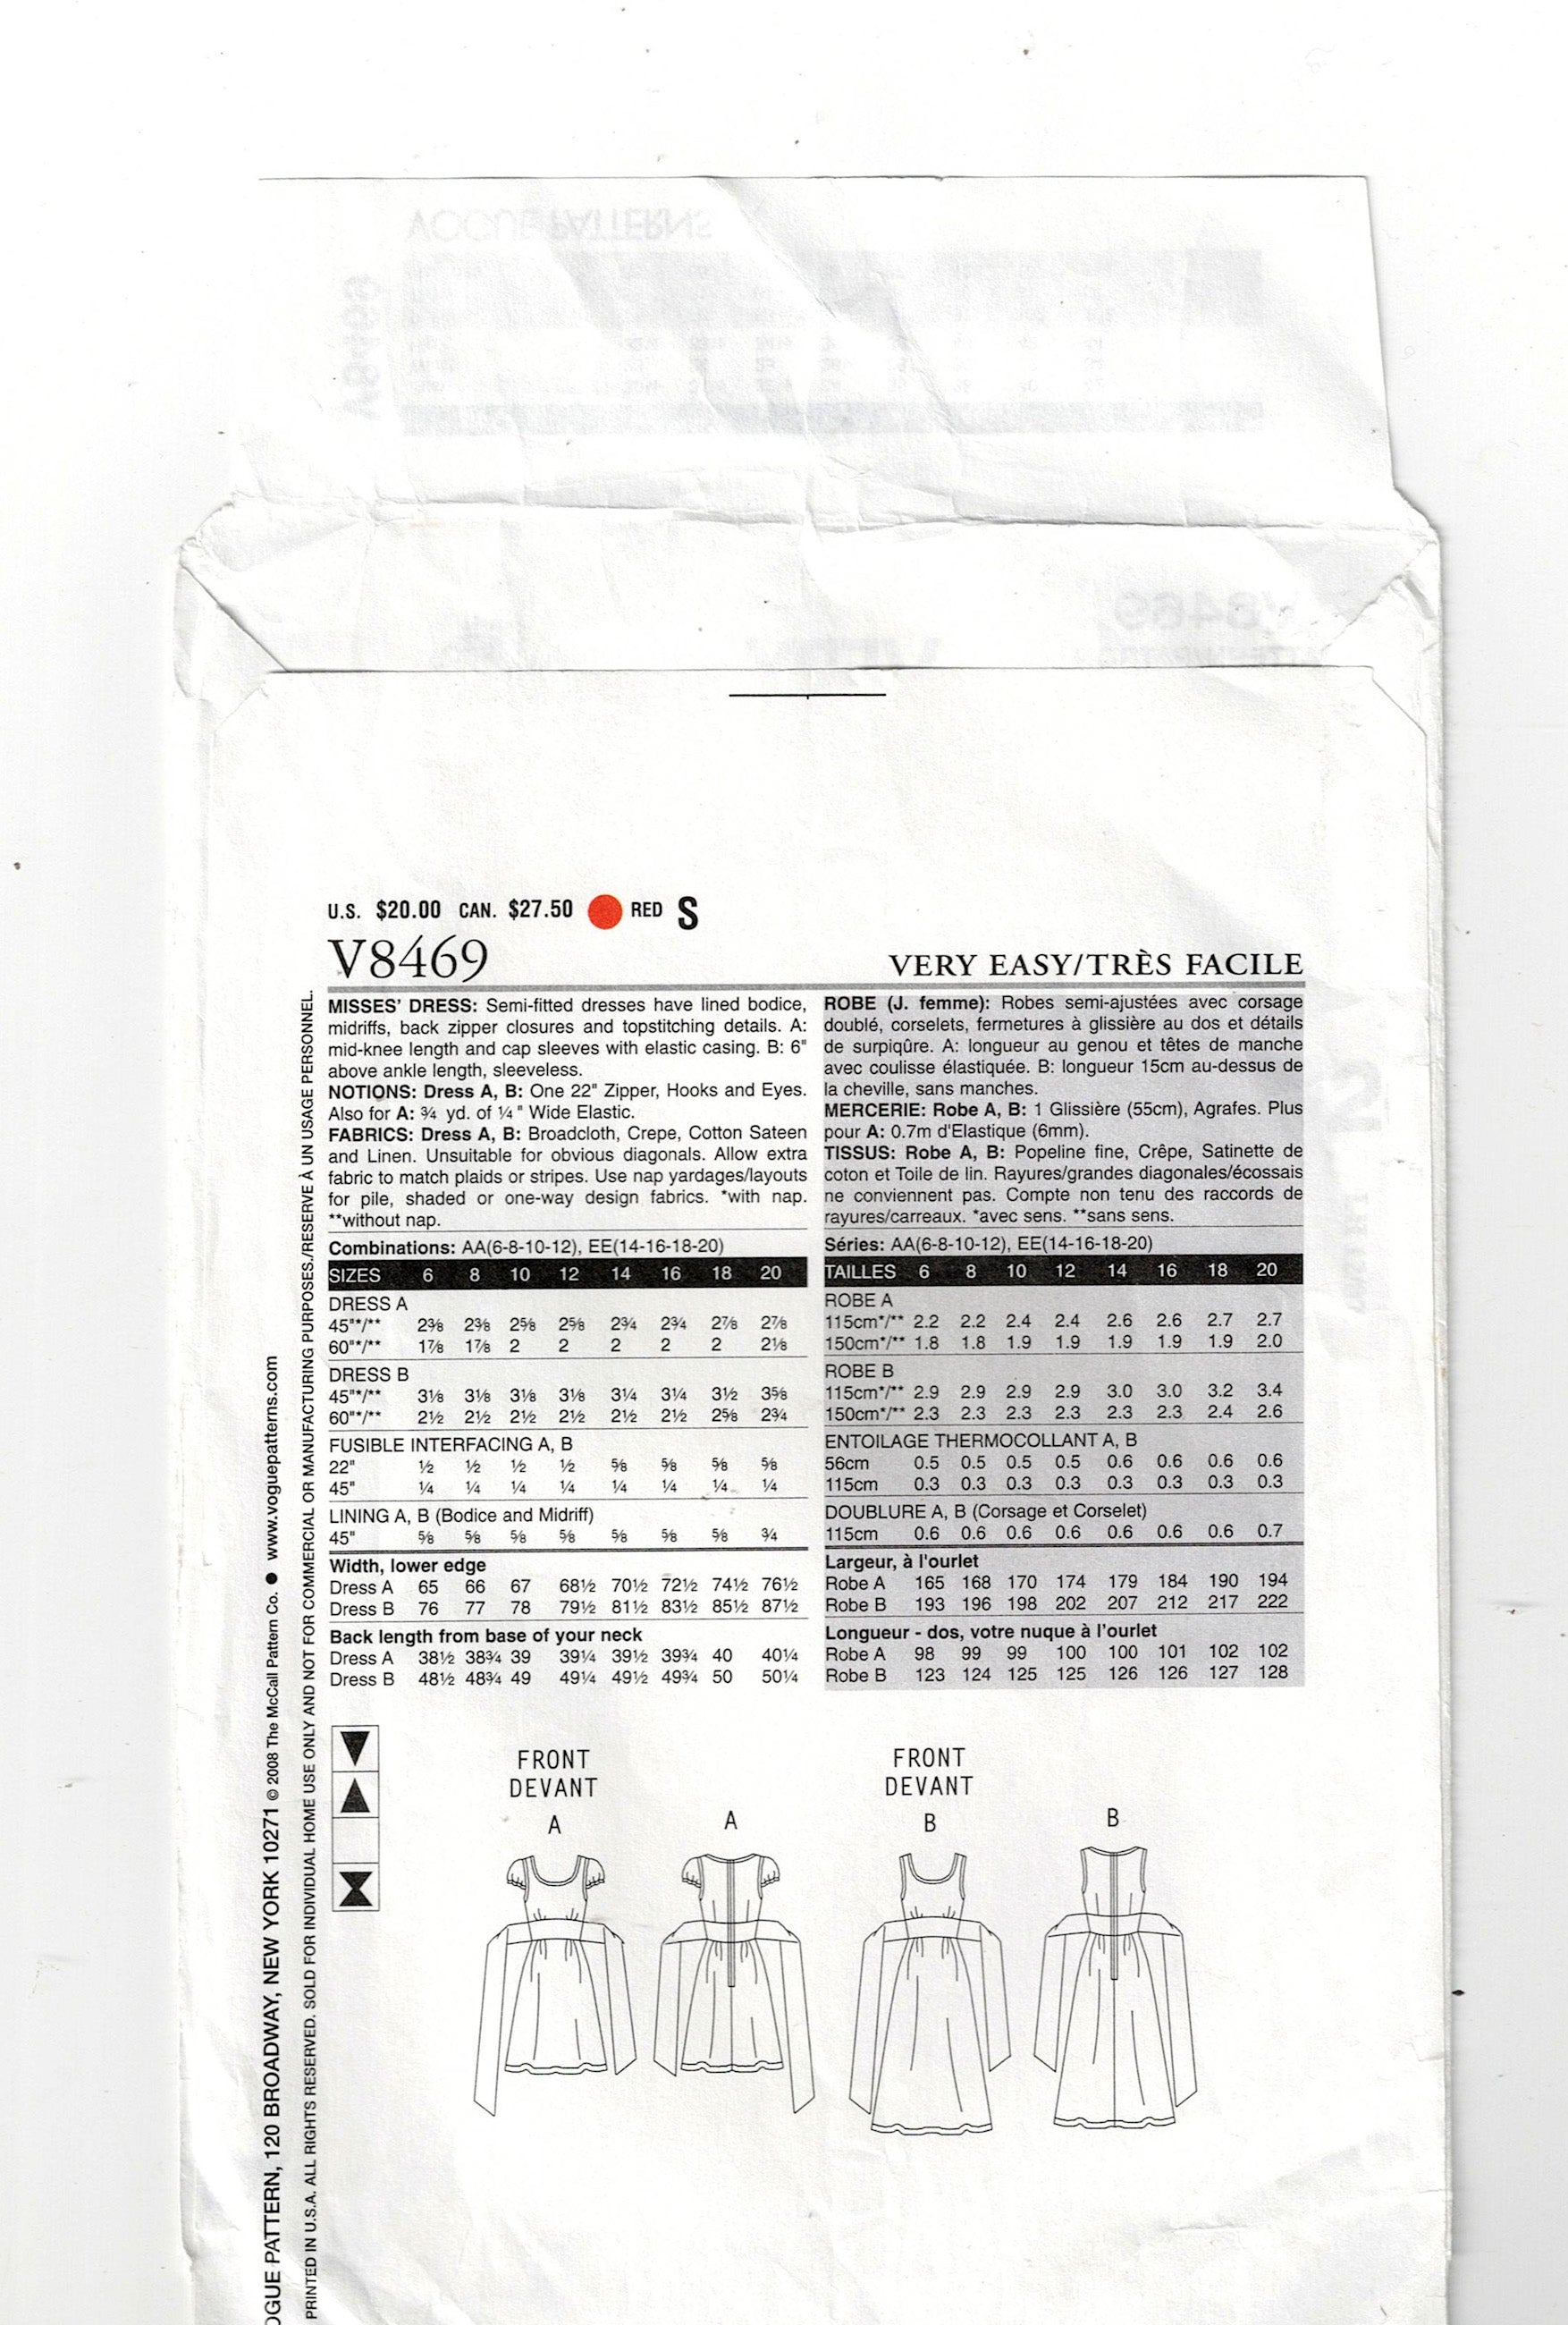 U.S. $20.00 CAN. $27.50 RED S
V8469
VERY EASY/TRÈS FACILE
MISSES' DRESS: Semi-fitted dresses have lined bodice,
midriffs, back zipper closures and topstitching details. A:
mid-knee length and cap sleeves with elastic casing. B: 6"
above ankle length, sleeveless.
NOTIONS: Dress A, B: One 22" Zipper, Hooks and Eyes.
Also for A: ¾ yd. of ¼" Wide Elastic.
FABRICS: Dress A, B: Broadcloth, Crepe, Cotton Sateen
and Linen. Unsuitable for obvious diagonals. Allow extra
fabric to match plaids or stripes. Use nap yardages/layouts
for pile, shaded or one-way design fabrics. *with nap.
**without nap.
Combinations: AA(6-8-10-12), EE(14-16-18-20)
SIZES 6 8 10 12 14 16 18 20
DRESS A
45"*/** 2⅜ 2⅜ 2⅝ 2⅝ 2¾ 2¾ 2⅞ 2⅞
60"*/** 1⅞ 1⅞ 2 2 2 2 2 2⅛
DRESS B
45"*/** 3⅛ 3⅛ 3⅛ 3⅛ 3¼ 3¼ 3½ 3⅝
60"*/** 2½ 2½ 2½ 2½ 2½ 2½ 2⅝ 2¾
FUSIBLE INTERFACING A, B
22" ½ ½ ½ ½ ⅝ ⅝ ⅝ ⅝
45" ¼ ¼ ¼ ¼ ¼ ¼ ¼ ¼
LINING A, B (Bodice and Midriff)
45" ⅝ ⅝ ⅝ ⅝ ⅝ ⅝ ⅝ ¾
Width, lower edge
Dress A 65 66 67 68½ 70½ 72½ 74½ 76½
Dress B 76 77 78 79½ 81½ 83½ 85½ 87½
Back length from base of your neck
Dress A 38½ 38¾ 39 39¼ 39½ 39¾ 40 40¼
Dress B 48½ 48¾ 49 49¼ 49½ 49¾ 50 50¼
ROBE (J. femme): Robes semi-ajustées avec corsage
doublé, corselets, fermetures à glissière au dos et détails
de surpiqûre. A: longueur au genou et têtes de manche
avec coulisse élastiquée. B: longueur 15cm au-dessus de
la cheville, sans manches.
MERCERIE: Robe A, B: 1 Glissière (55cm), Agrafes. Plus
pour A: 0.7m d'Elastique (6mm).
TISSUS: Robe A, B: Popeline fine, Crêpe, Satinette de
coton et Toile de lin. Rayures/grandes diagonales/écossais
ne conviennent pas. Compte non tenu des raccords de
rayures/carreaux. *avec sens. **sans sens.
Séries: AA(6-8-10-12), EE(14-16-18-20)
TAILLES 6 8 10 12 14 16 18 20
ROBE A
115cm*/** 2.2 2.2 2.4 2.4 2.6 2.6 2.7 2.7
150cm*/** 1.8 1.8 1.9 1.9 1.9 1.9 1.9 2.0
ROBE B
115cm*/** 2.9 2.9 2.9 2.9 3.0 3.0 3.2 3.4
150cm*/** 2.3 2.3 2.3 2.3 2.3 2.3 2.4 2.6
ENTOILAGE THERMOCOLLANT A, B
56cm 0.5 0.5 0.5 0.5 0.6 0.6 0.6 0.6
115cm 0.3 0.3 0.3 0.3 0.3 0.3 0.3 0.3
DOUBLURE A, B (Corsage et Corselet)
115cm 0.6 0.6 0.6 0.6 0.6 0.6 0.6 0.7
Largeur, à l'ourlet
Robe A 165 168 170 174 179 184 190 194
Robe B 193 196 198 202 207 212 217 222
Longueur - dos, votre nuque à l'ourlet
Robe A 98 99 99 100 100 101 102 102
Robe B 123 124 125 125 126 126 127 128
FRONT
DEVANT
A
A
FRONT
DEVANT
B
B
OGUE PATTERN, 120 BROADWAY, NEW YORK 10271 © 2008 The McCall Pattern Co. ● www.voguepatterns.com
PRINTED IN U.S.A. ALL RIGHTS RESERVED. SOLD FOR INDIVIDUAL HOME USE ONLY AND NOT FOR COMMERCIAL OR MANUFACTURING PURPOSES./RESERVE À UN USAGE PERSONNEL.
VOGUE PATTERNS
V8469
V8469